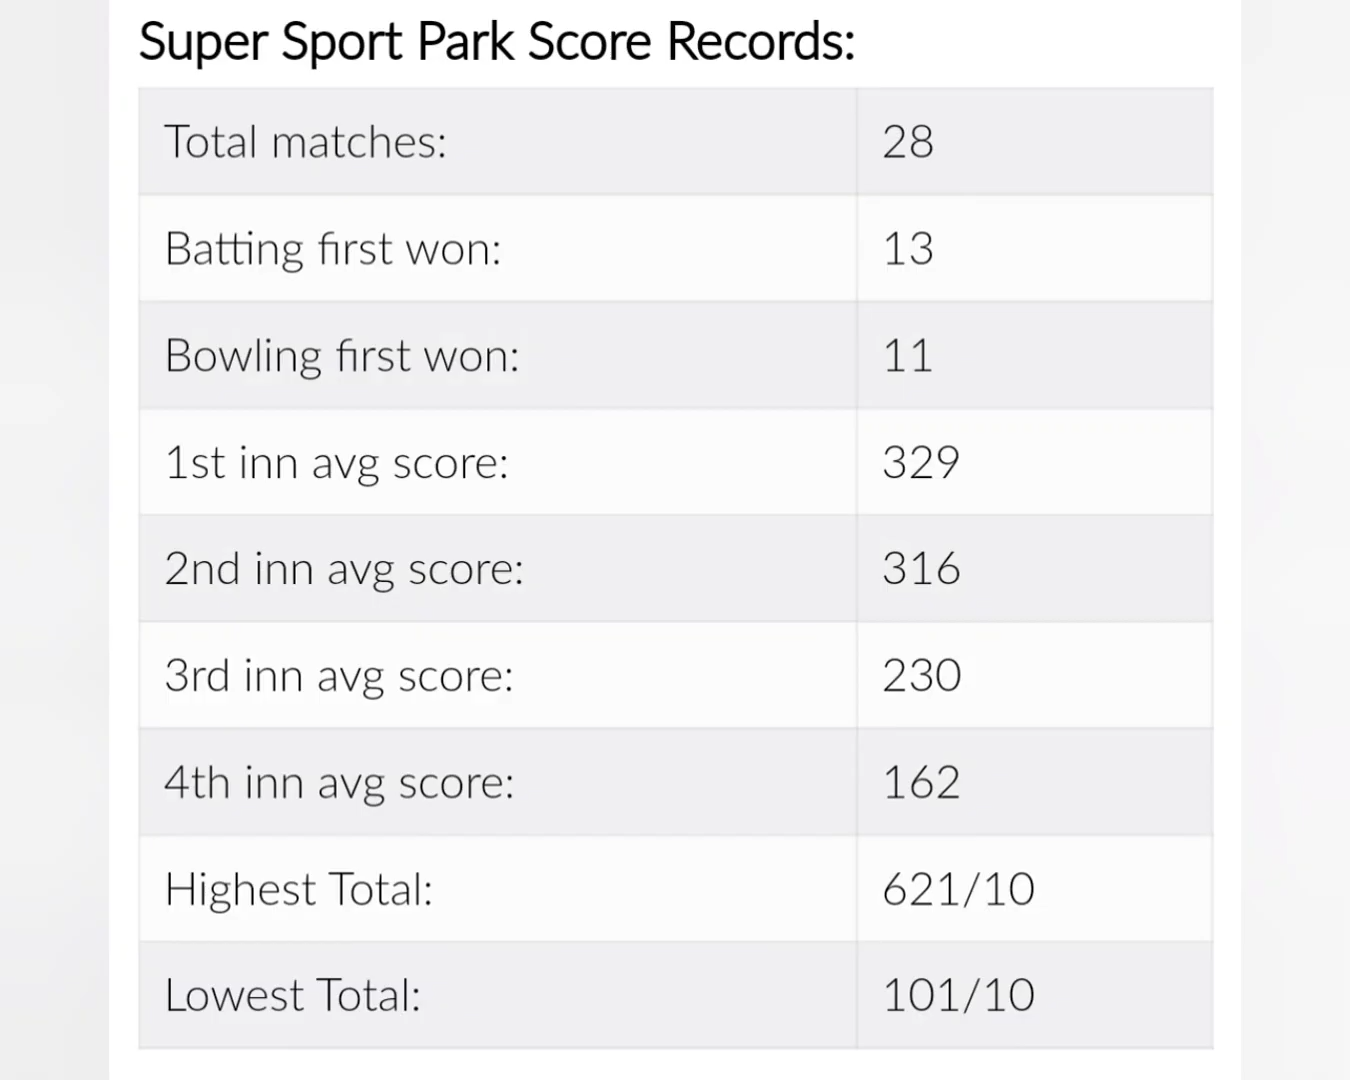 Super Sport Park Score Records:
Total matches: 28
Batting first won: 13
Bowling first won: 11
1st inn avg score: 329
2nd inn avg score: 316
3rd inn avg score: 230
4th inn avg score: 162
Highest Total: 621/10
Lowest Total: 101/10